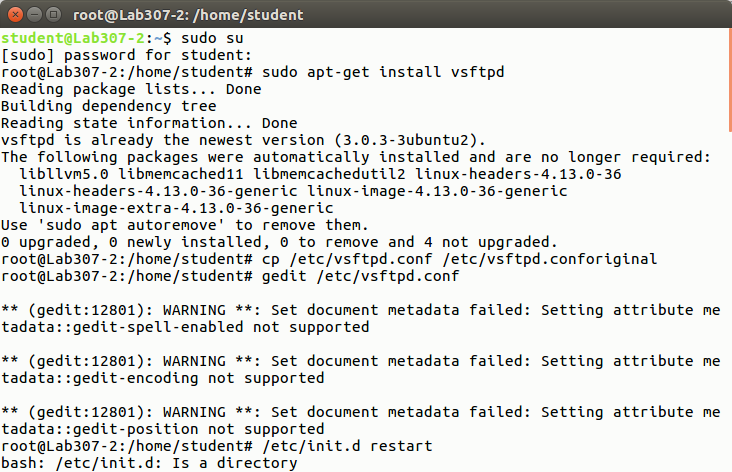 root@Lab307-2: /home/student
student@Lab307-2:~$ sudo su
[sudo] password for student:
root@Lab307-2:/home/student# sudo apt-get install vsftpd
Reading package lists... Done
Building dependency tree
Reading state information... Done
vsftpd is already the newest version (3.0.3-3ubuntu2).
The following packages were automatically installed and are no longer required:
  libllvm5.0 libmemcached11 libmemcachedutil2 linux-headers-4.13.0-36
  linux-headers-4.13.0-36-generic linux-image-4.13.0-36-generic
  linux-image-extra-4.13.0-36-generic
Use 'sudo apt autoremove' to remove them.
0 upgraded, 0 newly installed, 0 to remove and 4 not upgraded.
root@Lab307-2:/home/student# cp /etc/vsftpd.conf /etc/vsftpd.conforiginal
root@Lab307-2:/home/student# gedit /etc/vsftpd.conf

** (gedit:12801): WARNING **: Set document metadata failed: Setting attribute me
tadata::gedit-spell-enabled not supported

** (gedit:12801): WARNING **: Set document metadata failed: Setting attribute me
tadata::gedit-encoding not supported

** (gedit:12801): WARNING **: Set document metadata failed: Setting attribute me
tadata::gedit-position not supported
root@Lab307-2:/home/student# /etc/init.d restart
bash: /etc/init.d: Is a directory